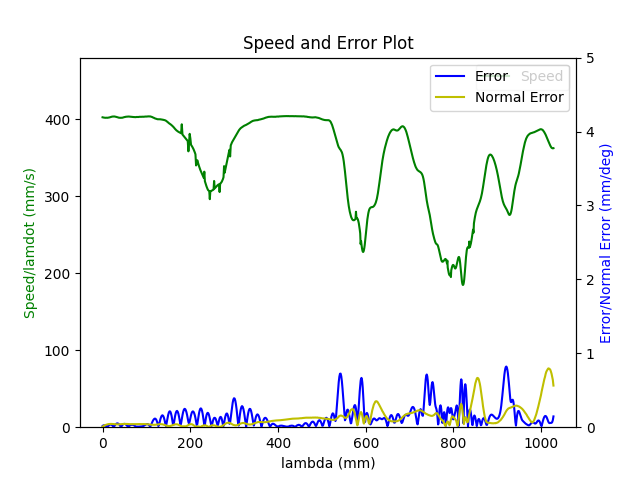 Speed and Error Plot
Error
Speed
Normal Error
Speed/lamdot (mm/s)
400
300
200
100
0
5
4
3
2
1
0
Error/Normal Error (mm/deg)
0
200
400
600
800
1000
lambda (mm)